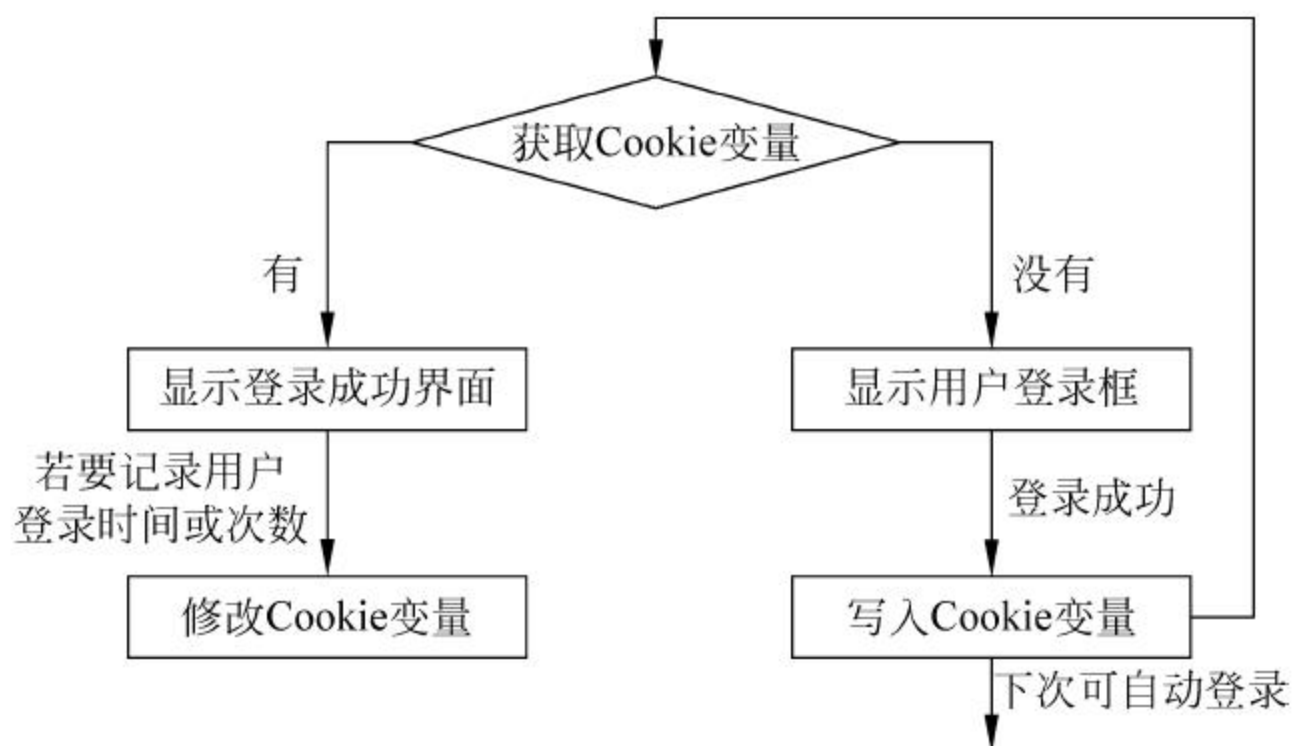 获取Cookie变量
有
没有
显示登录成功界面
显示用户登录框
若要记录用户
登录时间或次数
登录成功
修改Cookie变量
写入Cookie变量
下次可自动登录